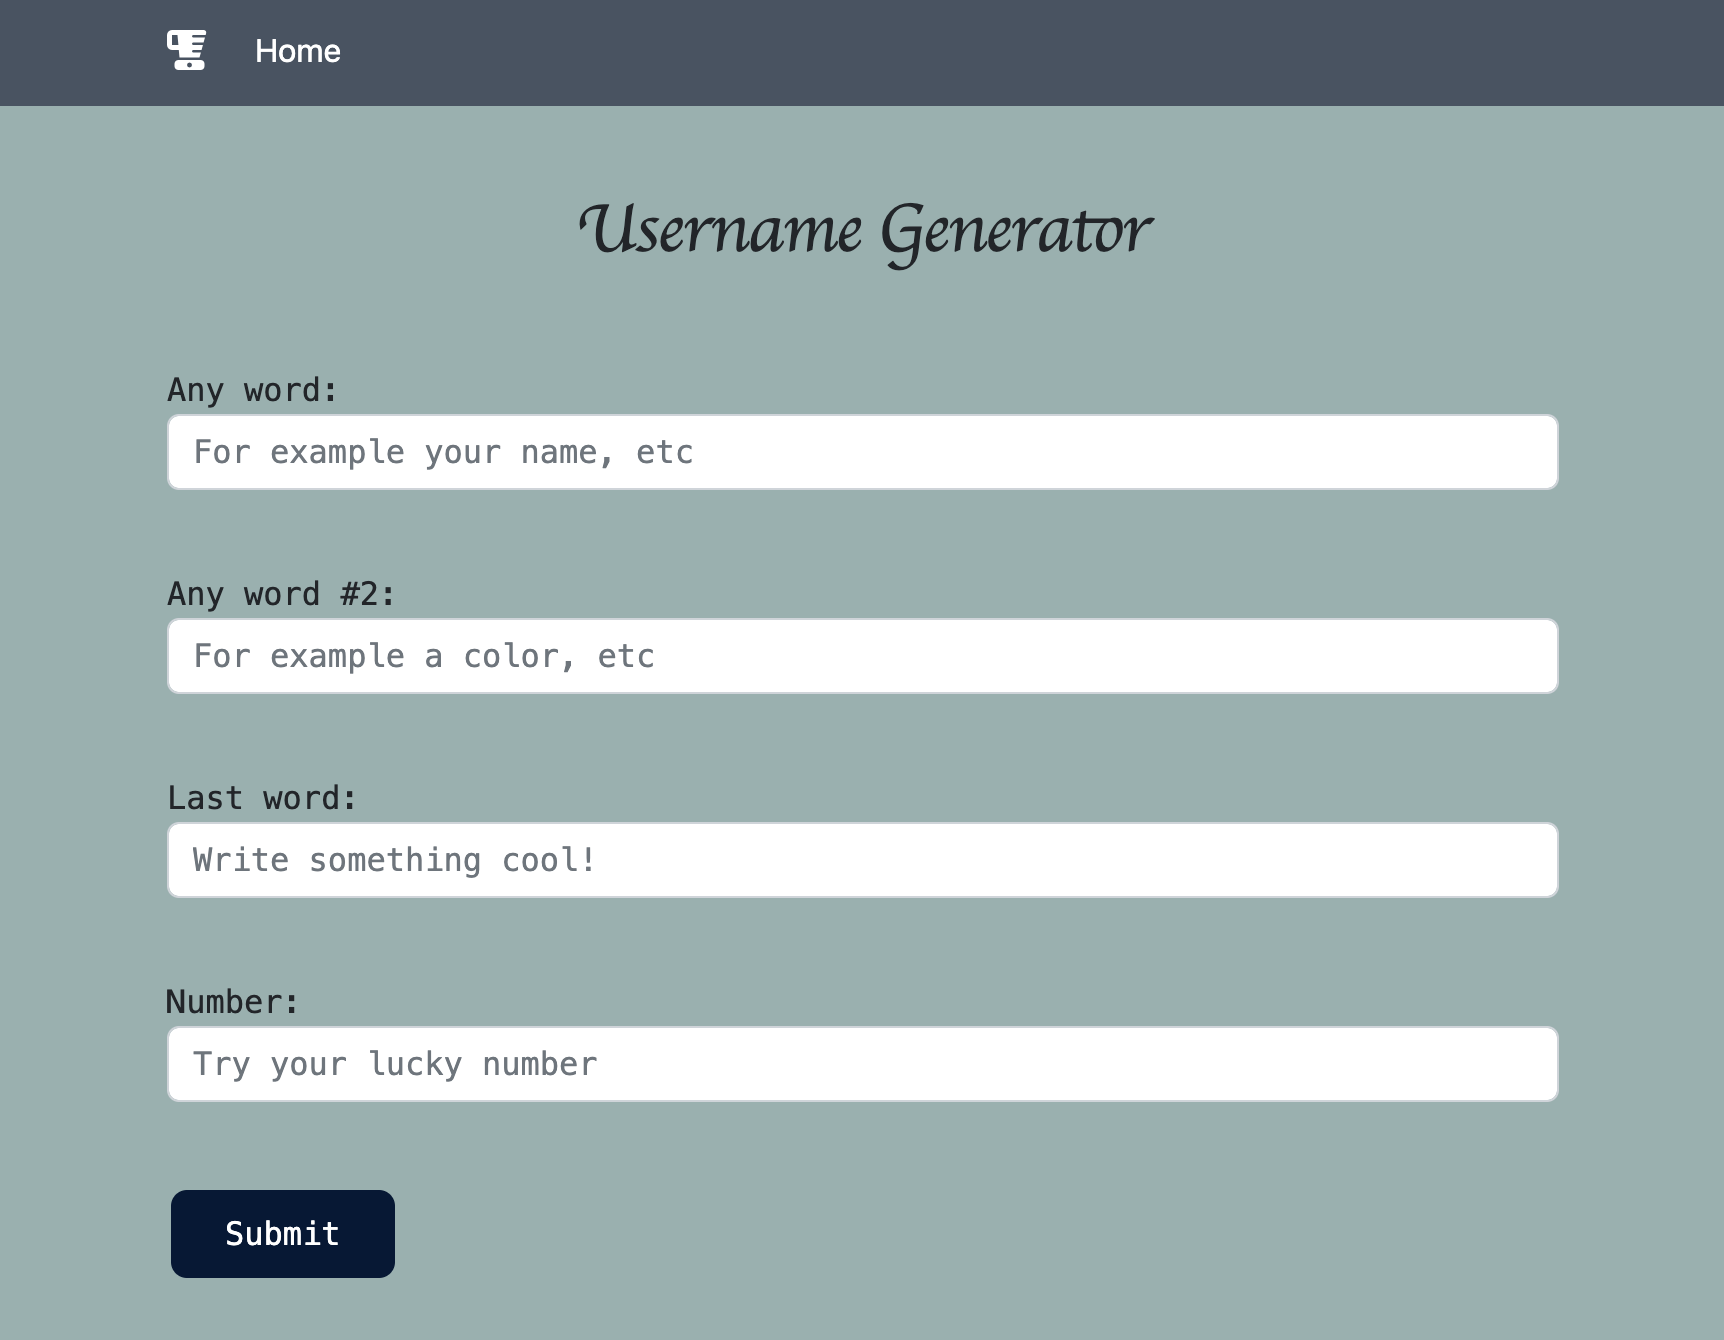 Home
Username Generator
Any word:
For example your name, etc
Any word #2:
For example a color, etc
Last word:
Write something cool!
Number:
Try your lucky number
Submit